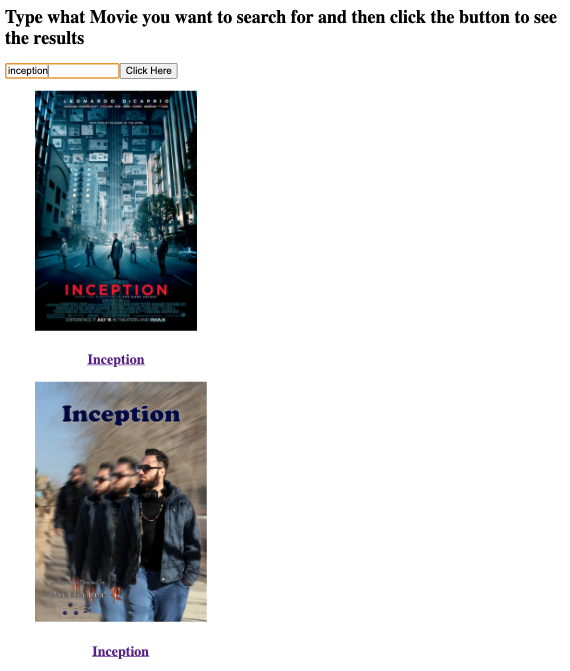 Type what Movie you want to search for and then click the button to see
the results
inception
Click Here
LEONARDO DiCAPRIO
INCEPTION
EXPERIENCE IT JULY 16 IN THEATERS AND IMAX
Inception
Inception
Inception